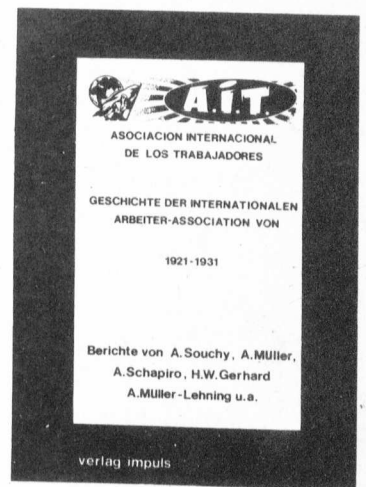 A.I.T.
ASOCIACION INTERNACIONAL
DE LOS TRABAJADORES
GESCHICHTE DER INTERNATIONALEN
ARBEITER-ASSOCIATION VON
1921-1931
Berichte von A.Souchy, A.Müller,
A.Schapiro, H.W.Gerhard
A.Müller-Lehning u.a.
verlag impuls